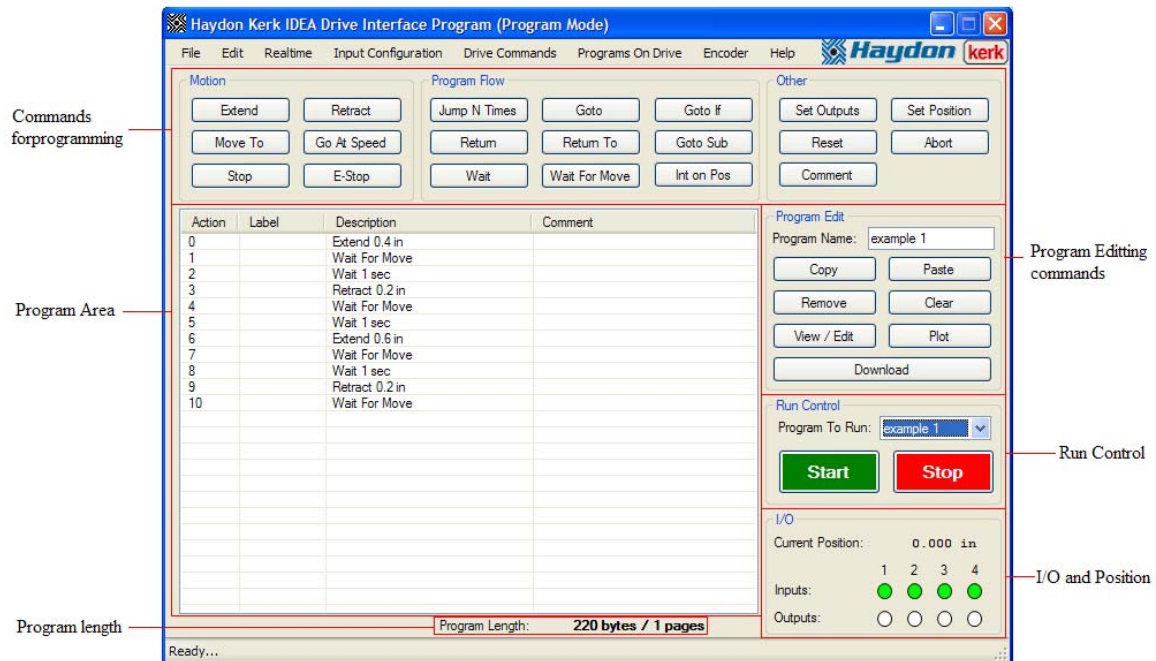 Haydon Kerk IDEA Drive Interface Program (Program Mode)
File Edit Realtime Input Configuration Drive Commands Programs On Drive Encoder Help Haydon kerk
Motion Program Flow Other
Extend Retract Jump N Times Goto Goto If Set Outputs Set Position
Commands
forprogramming
Move To Go At Speed Return Return To Goto Sub Reset Abort
Stop E-Stop Wait Wait For Move Int on Pos Comment
Action Label Description Comment
0 Extend 0.4 in
1 Wait For Move
2 Wait 1 sec
3 Retract 0.2 in
4 Wait For Move
5 Wait 1 sec
6 Extend 0.6 in
7 Wait For Move
8 Wait 1 sec
9 Retract 0.2 in
10 Wait For Move
Program Area
Program Edit
Program Name: example 1
Copy Paste
Remove Clear
View / Edit Plot
Download
Program Editting
commands
Run Control
Program To Run: example 1
Start Stop
Run Control
I/O
Current Position: 0.000 in
1 2 3 4
Inputs:
Outputs:
I/O and Position
Program length
Program Length: 220 bytes / 1 pages
Ready...